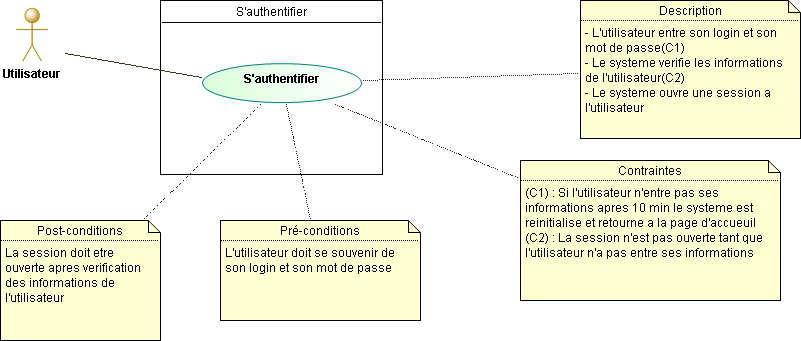 S'authentifier
Utilisateur
S'authentifier
Description
- L'utilisateur entre son login et son
mot de passe(C1)
- Le systeme verifie les informations
de l'utilisateur(C2)
- Le systeme ouvre une session a
l'utilisateur
Contraintes
(C1) : Si l'utilisateur n'entre pas ses
informations apres 10 min le systeme est
reinitialise et retourne a la page d'accueuil
(C2) : La session n'est pas ouverte tant que
l'utilisateur n'a pas entre ses informations
Post-conditions
La session doit etre
ouverte apres verification
des informations de
l'utilisateur
Pré-conditions
L'utilisateur doit se souvenir de
son login et son mot de passe